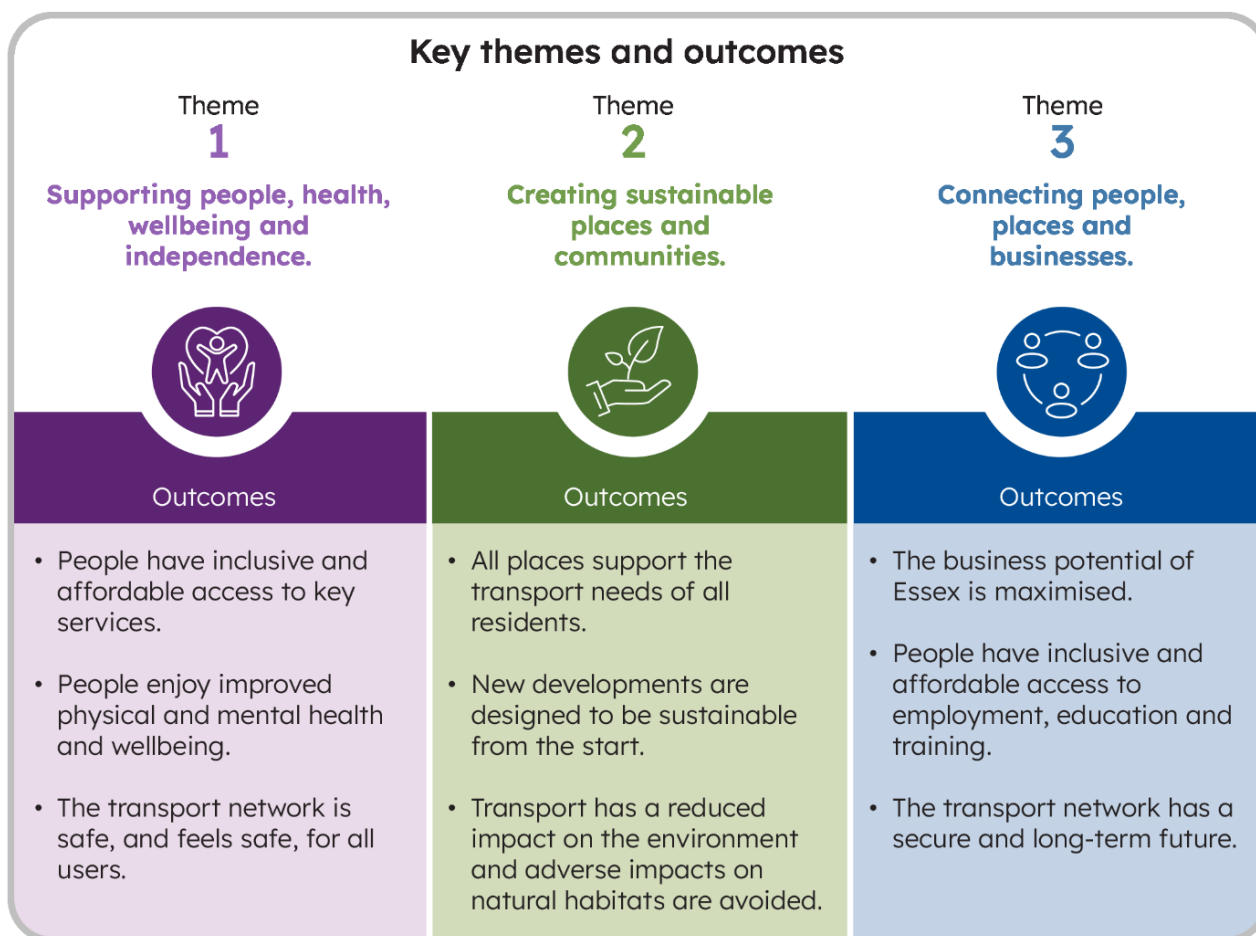 Key themes and outcomes
Theme
1
Supporting people, health,
wellbeing and
independence.
Outcomes
• People have inclusive and
affordable access to key
services.
• People enjoy improved
physical and mental health
and wellbeing.
• The transport network is
safe, and feels safe, for all
users.
Theme
2
Creating sustainable
places and
communities.
Outcomes
• All places support the
transport needs of all
residents.
• New developments are
designed to be sustainable
from the start.
• Transport has a reduced
impact on the environment
and adverse impacts on
natural habitats are avoided.
Theme
3
Connecting people,
places and
businesses.
Outcomes
• The business potential of
Essex is maximised.
• People have inclusive and
affordable access to
employment, education and
training.
• The transport network has a
secure and long-term future.